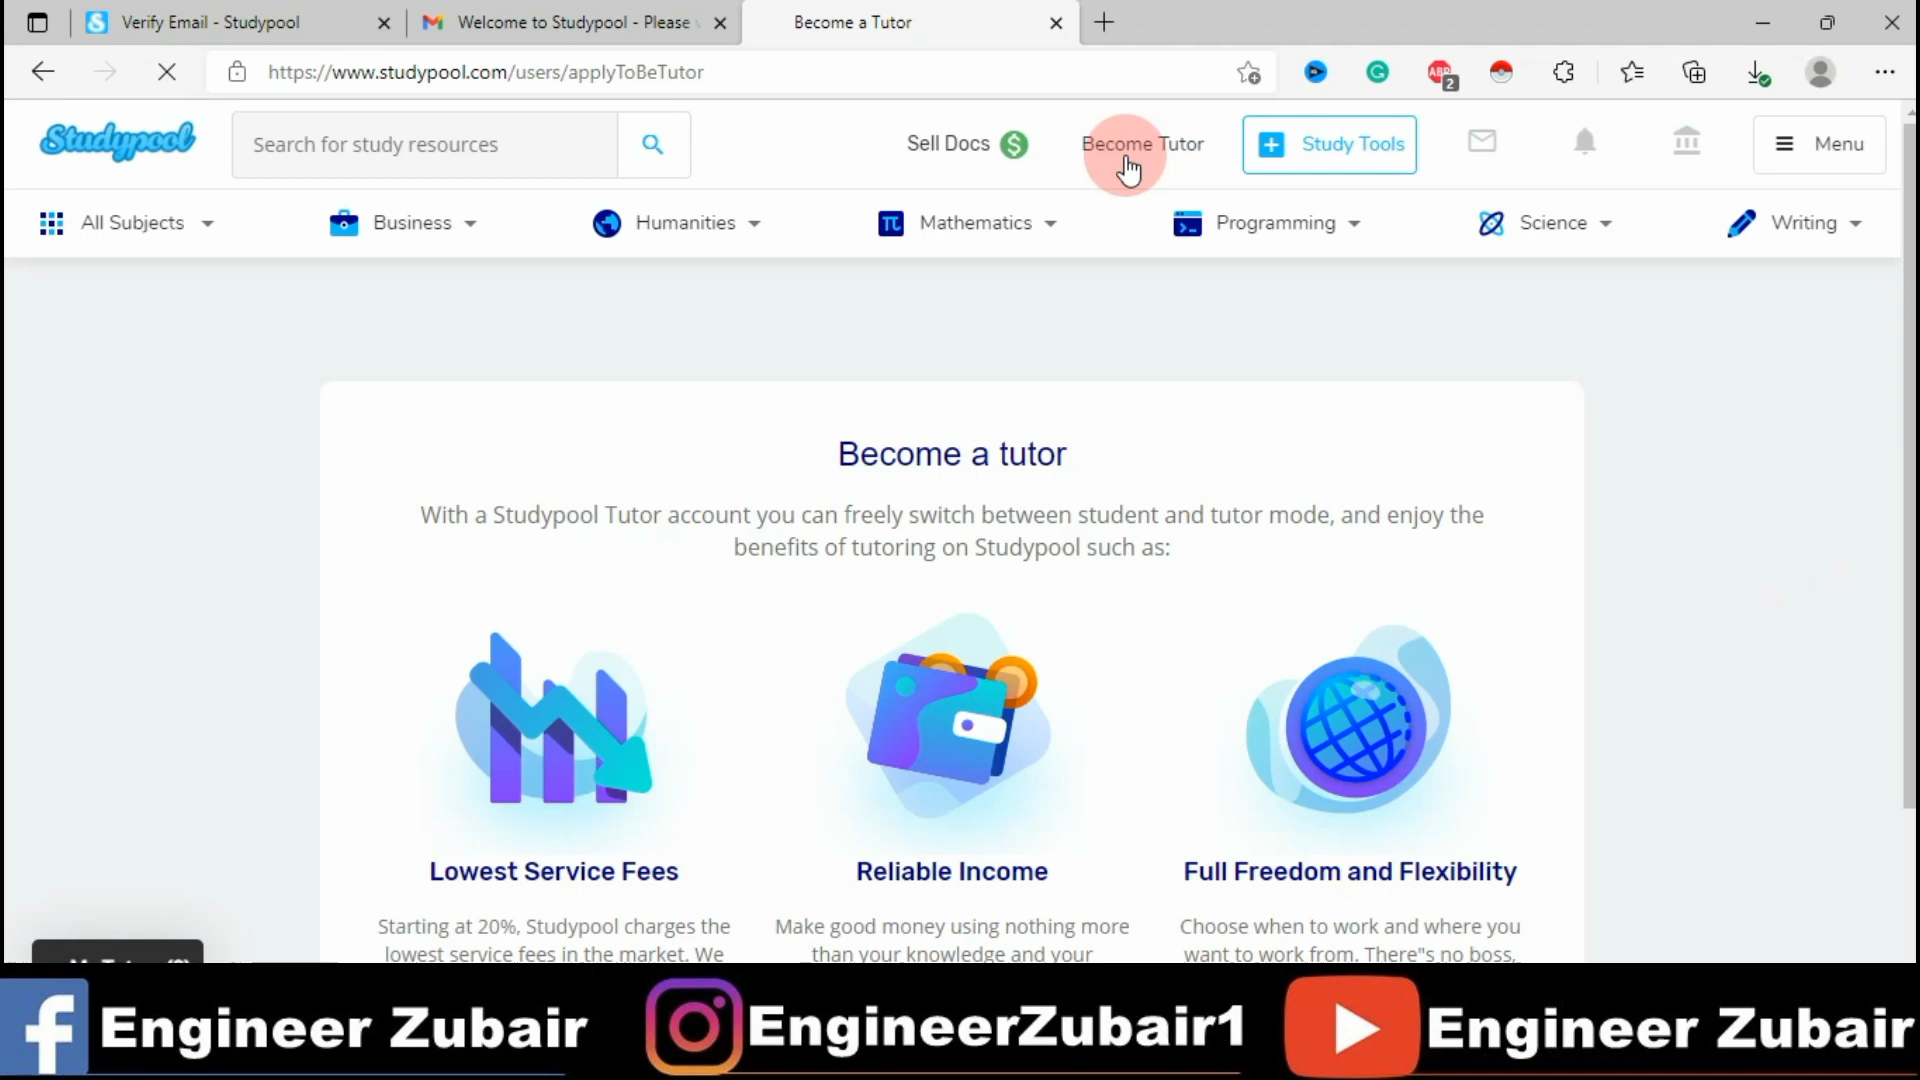 Verify Email - Studypool
Welcome to Studypool - Please
Become a Tutor
https://www.studypool.com/users/applyToBeTutor
ABP
2
Studypool
Search for study resources
Sell Docs
Become Tutor
Study Tools
Menu
All Subjects
Business
Humanities
Mathematics
Programming
Science
Writing
Become a tutor
With a Studypool Tutor account you can freely switch between student and tutor mode, and enjoy the
benefits of tutoring on Studypool such as:
Lowest Service Fees
Reliable Income
Full Freedom and Flexibility
Starting at 20%, Studypool charges the
lowest service fees in the market. We
Make good money using nothing more
than your knowledge and your
Choose when to work and where you
want to work from. There"s no boss,
Engineer Zubair
EngineerZubair1
Engineer Zubair